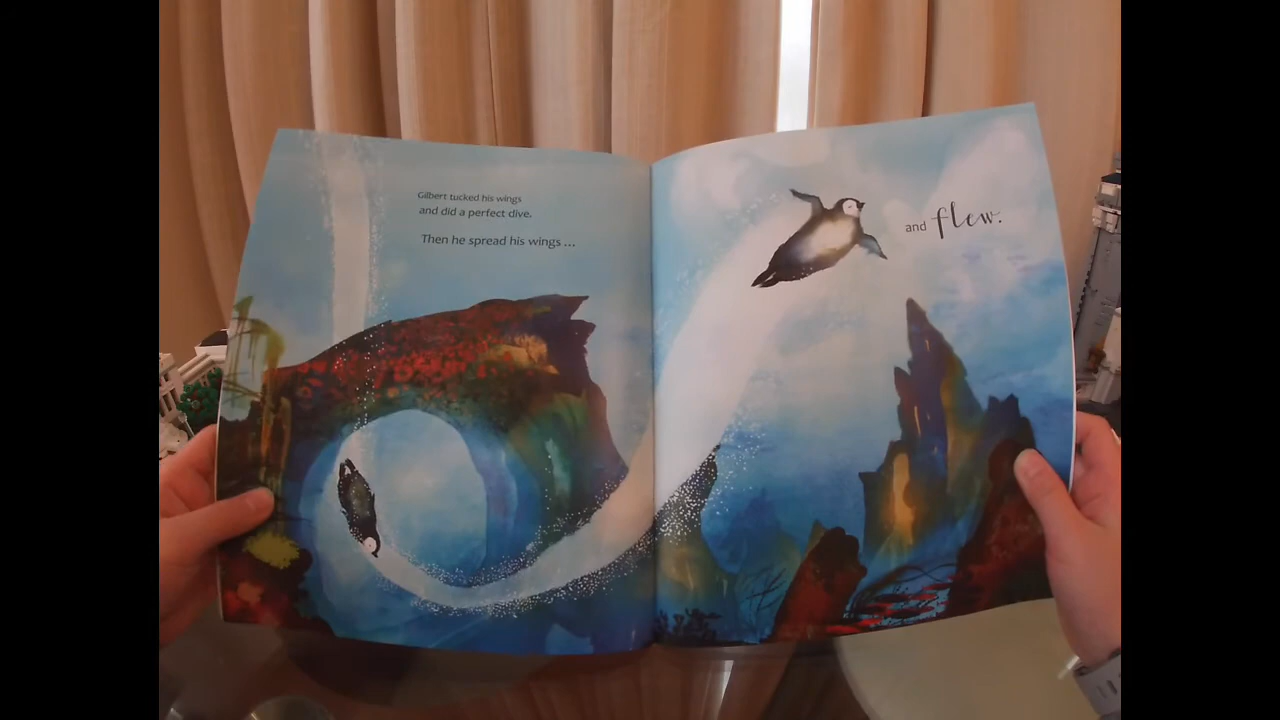 Gilbert tucked his wings
and did a perfect dive.
Then he spread his wings ...
and flew.